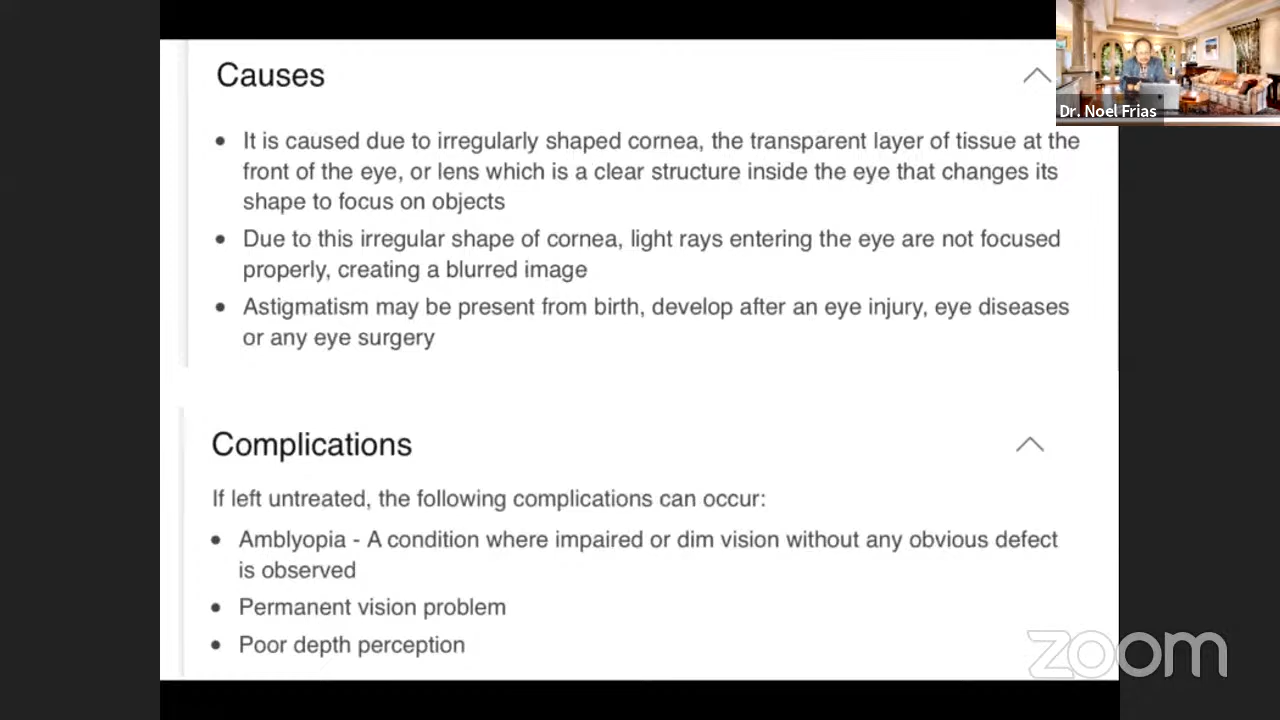 Causes
Dr. Noel Frias
• It is caused due to irregularly shaped cornea, the transparent layer of tissue at the
front of the eye, or lens which is a clear structure inside the eye that changes its
shape to focus on objects
• Due to this irregular shape of cornea, light rays entering the eye are not focused
properly, creating a blurred image
• Astigmatism may be present from birth, develop after an eye injury, eye diseases
or any eye surgery
Complications
If left untreated, the following complications can occur:
• Amblyopia - A condition where impaired or dim vision without any obvious defect
is observed
• Permanent vision problem
• Poor depth perception
zoom